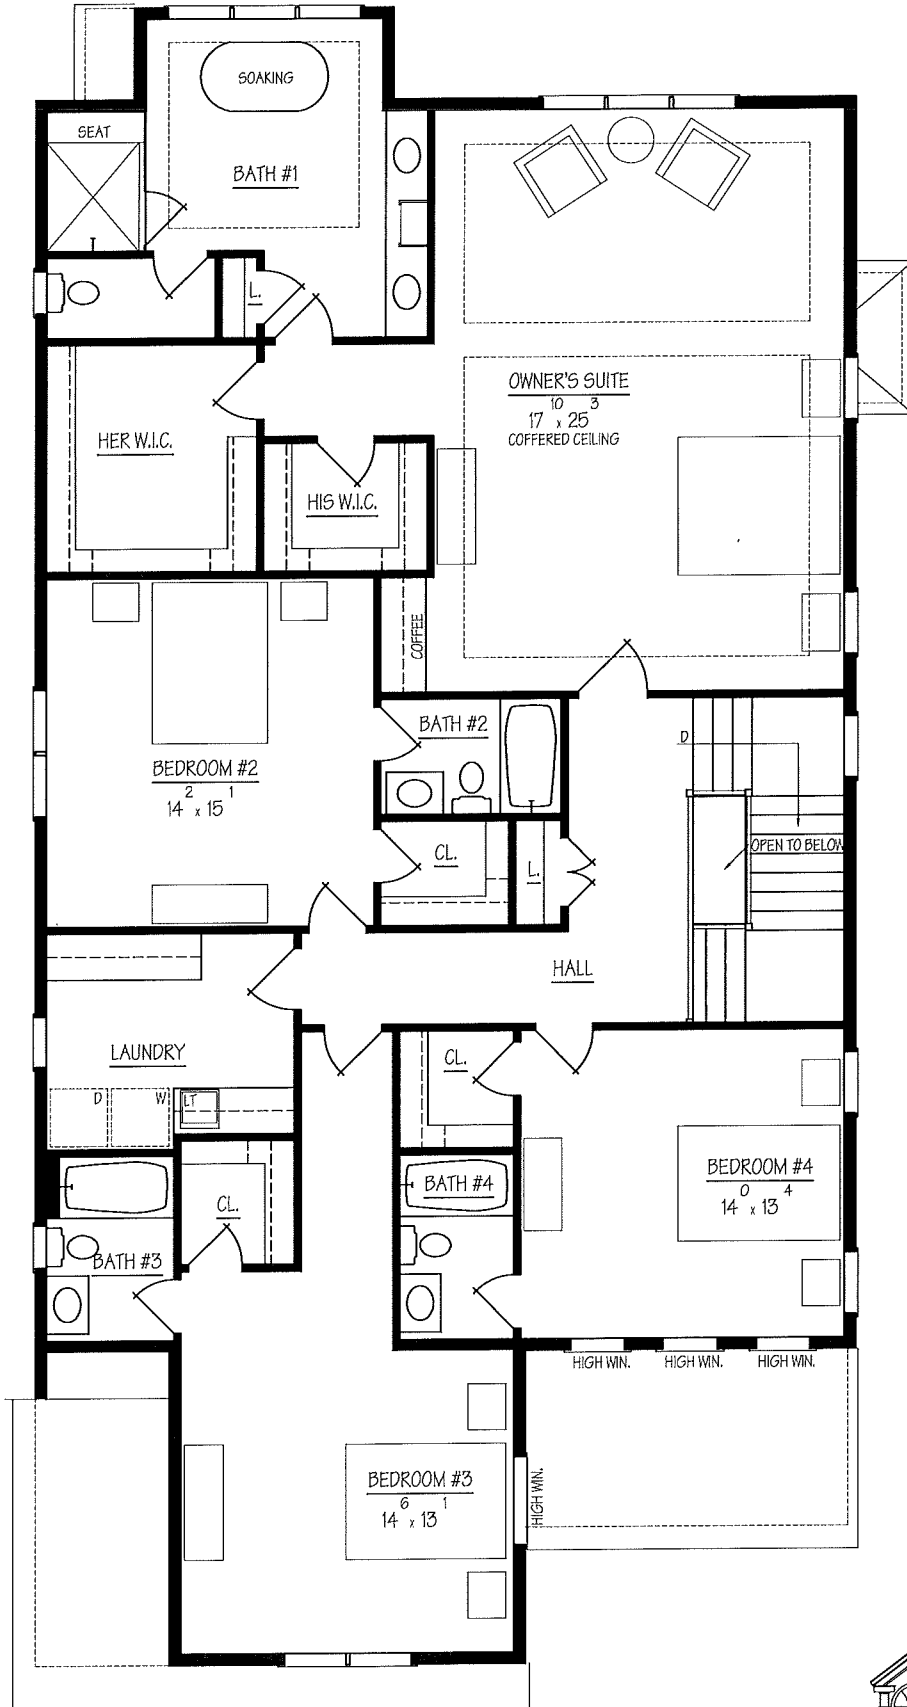 SOAKING
SEAT
BATH #1
L.
OWNER'S SUITE
10 3
17 x 25
COFFERED CEILING
HER W.I.C.
HIS W.I.C.
COFFEE
BATH #2
BEDROOM #2
2 1
14 x 15
D
CL.
L.
OPEN TO BELOW
HALL
LAUNDRY
CL.
D W LT
BEDROOM #4
0 4
14 x 13
BATH #4
CL.
BATH #3
HIGH WIN. HIGH WIN. HIGH WIN.
BEDROOM #3
6 1
14 x 13
HIGH WIN.